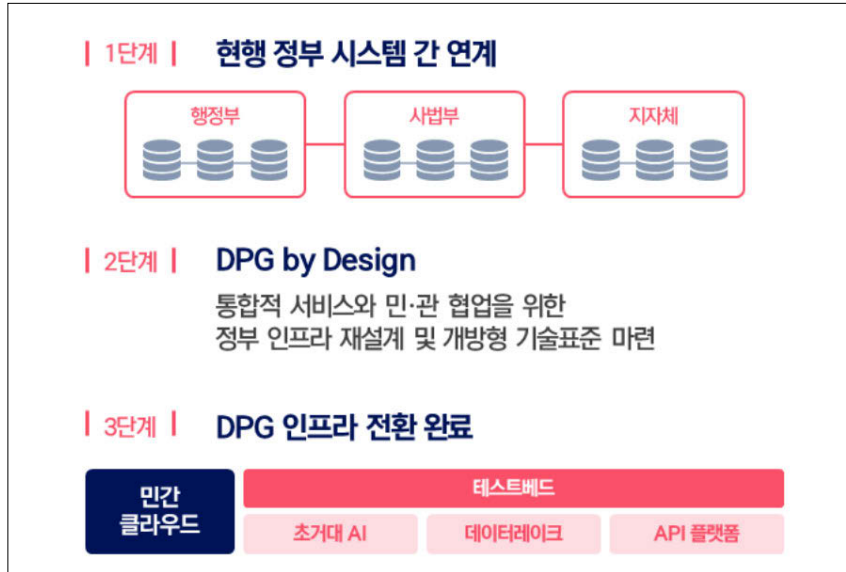 | 1단계 | 현행 정부 시스템 간 연계
행정부 사법부 지자체
| 2단계 | DPG by Design
통합적 서비스와 민·관 협업을 위한
정부 인프라 재설계 및 개방형 기술표준 마련
| 3단계 | DPG 인프라 전환 완료
민간
클라우드
테스트베드
초거대 AI 데이터레이크 API 플랫폼